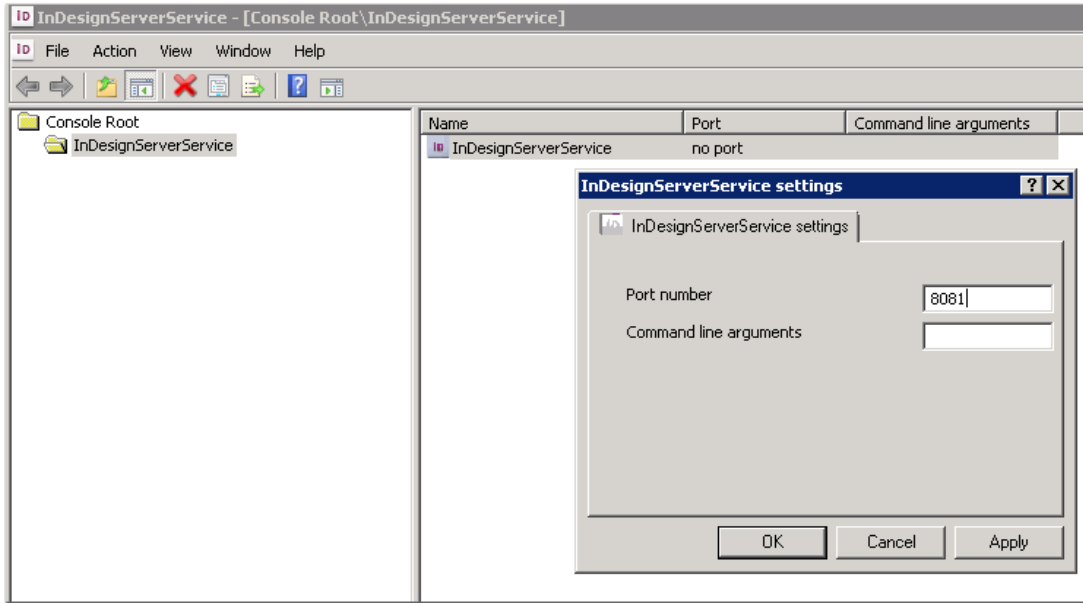 InDesignServerService - [Console Root\InDesignServerService]
File Action View Window Help
Console Root
InDesignServerService
Name Port Command line arguments
InDesignServerService no port
InDesignServerService settings
InDesignServerService settings
Port number 8081
Command line arguments
OK Cancel Apply